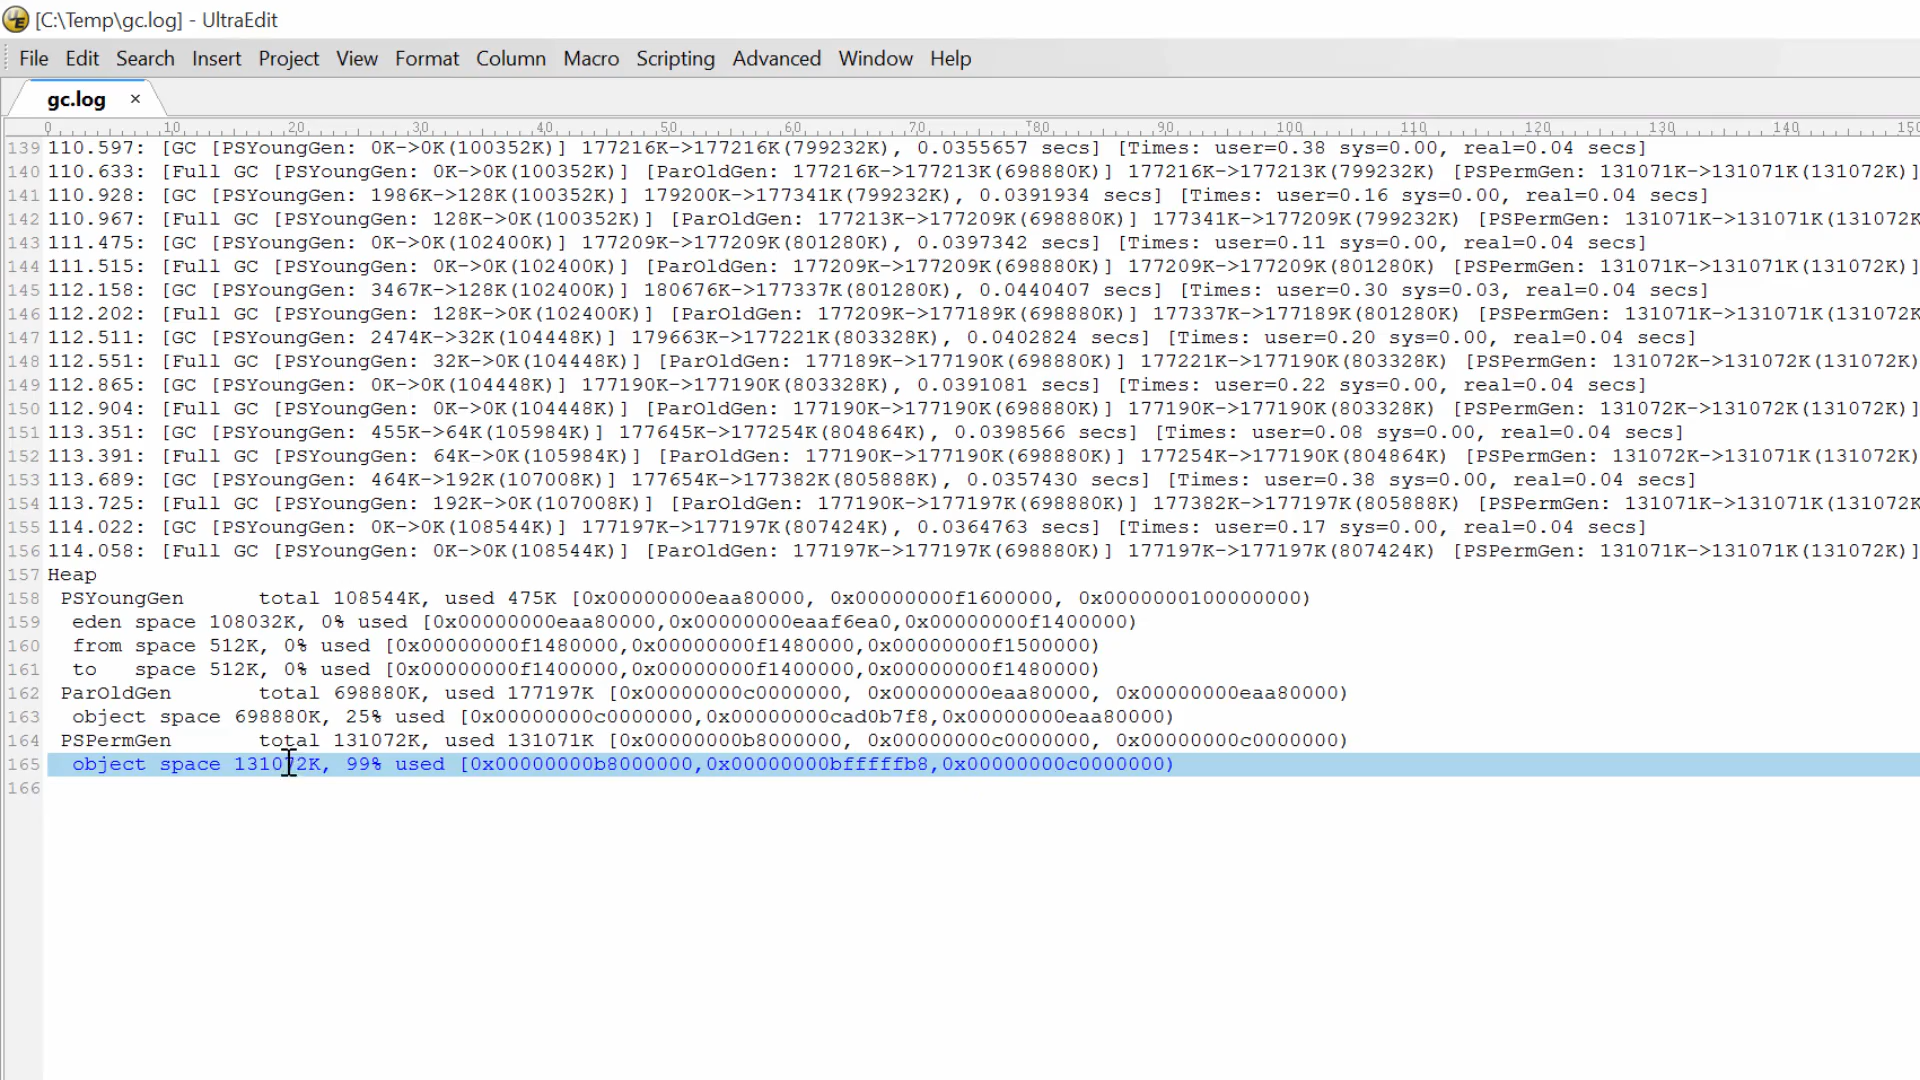 [C:\Temp\gc.log] - UltraEdit
File Edit Search Insert Project View Format Column Macro Scripting Advanced Window Help
gc.log ×
0 10 20 30 40 50 60 70 80 90 100 110 120 130 140 150
139 110.597: [GC [PSYoungGen: 0K->0K(100352K)] 177216K->177216K(799232K), 0.0355657 secs] [Times: user=0.38 sys=0.00, real=0.04 secs]
140 110.633: [Full GC [PSYoungGen: 0K->0K(100352K)] [ParOldGen: 177216K->177213K(698880K)] 177216K->177213K(799232K) [PSPermGen: 131071K->131071K(131072K)]
141 110.928: [GC [PSYoungGen: 1986K->128K(100352K)] 179200K->177341K(799232K), 0.0391934 secs] [Times: user=0.16 sys=0.00, real=0.04 secs]
142 110.967: [Full GC [PSYoungGen: 128K->0K(100352K)] [ParOldGen: 177213K->177209K(698880K)] 177341K->177209K(799232K) [PSPermGen: 131071K->131071K(131072K
143 111.475: [GC [PSYoungGen: 0K->0K(102400K)] 177209K->177209K(801280K), 0.0397342 secs] [Times: user=0.11 sys=0.00, real=0.04 secs]
144 111.515: [Full GC [PSYoungGen: 0K->0K(102400K)] [ParOldGen: 177209K->177209K(698880K)] 177209K->177209K(801280K) [PSPermGen: 131071K->131071K(131072K)]
145 112.158: [GC [PSYoungGen: 3467K->128K(102400K)] 180676K->177337K(801280K), 0.0440407 secs] [Times: user=0.30 sys=0.03, real=0.04 secs]
146 112.202: [Full GC [PSYoungGen: 128K->0K(102400K)] [ParOldGen: 177209K->177189K(698880K)] 177337K->177189K(801280K) [PSPermGen: 131071K->131071K(131072K
147 112.511: [GC [PSYoungGen: 2474K->32K(104448K)] 179663K->177221K(803328K), 0.0402824 secs] [Times: user=0.20 sys=0.00, real=0.04 secs]
148 112.551: [Full GC [PSYoungGen: 32K->0K(104448K)] [ParOldGen: 177189K->177190K(698880K)] 177221K->177190K(803328K) [PSPermGen: 131071K->131072K(131072K)
149 112.865: [GC [PSYoungGen: 0K->0K(104448K)] 177190K->177190K(803328K), 0.0391081 secs] [Times: user=0.22 sys=0.00, real=0.04 secs]
150 112.904: [Full GC [PSYoungGen: 0K->0K(104448K)] [ParOldGen: 177190K->177190K(698880K)] 177190K->177190K(803328K) [PSPermGen: 131072K->131072K(131072K)]
151 113.351: [GC [PSYoungGen: 455K->64K(105984K)] 177645K->177254K(804864K), 0.0398566 secs] [Times: user=0.08 sys=0.00, real=0.04 secs]
152 113.391: [Full GC [PSYoungGen: 64K->0K(105984K)] [ParOldGen: 177190K->177190K(698880K)] 177254K->177190K(804864K) [PSPermGen: 131072K->131071K(131072K)
153 113.689: [GC [PSYoungGen: 464K->192K(107008K)] 177654K->177382K(805888K), 0.0357430 secs] [Times: user=0.38 sys=0.00, real=0.04 secs]
154 113.725: [Full GC [PSYoungGen: 192K->0K(107008K)] [ParOldGen: 177190K->177197K(698880K)] 177382K->177197K(805888K) [PSPermGen: 131071K->131071K(131072K
155 114.022: [GC [PSYoungGen: 0K->0K(108544K)] 177197K->177197K(807424K), 0.0364763 secs] [Times: user=0.17 sys=0.00, real=0.04 secs]
156 114.058: [Full GC [PSYoungGen: 0K->0K(108544K)] [ParOldGen: 177197K->177197K(698880K)] 177197K->177197K(807424K) [PSPermGen: 131071K->131071K(131072K)]
157 Heap
158 PSYoungGen total 108544K, used 475K [0x00000000eaa80000, 0x00000000f1600000, 0x0000000100000000)
159 eden space 108032K, 0% used [0x00000000eaa80000,0x00000000eaaf6ea0,0x00000000f1400000)
160 from space 512K, 0% used [0x00000000f1480000,0x00000000f1480000,0x00000000f1500000)
161 to space 512K, 0% used [0x00000000f1400000,0x00000000f1400000,0x00000000f1480000)
162 ParOldGen total 698880K, used 177197K [0x00000000c0000000, 0x00000000eaa80000, 0x00000000eaa80000)
163 object space 698880K, 25% used [0x00000000c0000000,0x00000000cad0b7f8,0x00000000eaa80000)
164 PSPermGen total 131072K, used 131071K [0x00000000b8000000, 0x00000000c0000000, 0x00000000c0000000)
165 object space 131072K, 99% used [0x00000000b8000000,0x00000000bfffffb8,0x00000000c0000000)
166